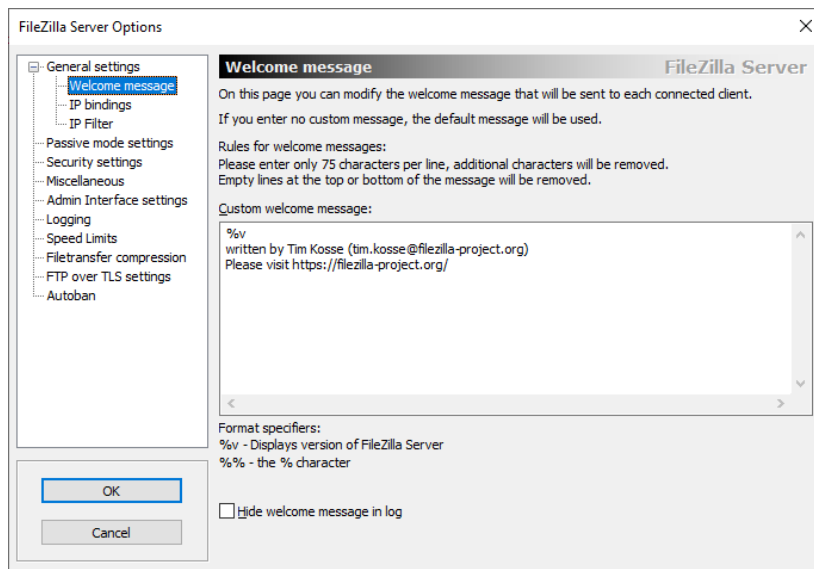 FileZilla Server Options
General settings
Welcome message
IP bindings
IP Filter
Passive mode settings
Security settings
Miscellaneous
Admin Interface settings
Logging
Speed Limits
Filetransfer compression
FTP over TLS settings
Autoban
OK
Cancel
Welcome message FileZilla Server
On this page you can modify the welcome message that will be sent to each connected client.
If you enter no custom message, the default message will be used.
Rules for welcome messages:
Please enter only 75 characters per line, additional characters will be removed.
Empty lines at the top or bottom of the message will be removed.
Custom welcome message:
%v
written by Tim Kosse (tim.kosse@filezilla-project.org)
Please visit https://filezilla-project.org/
Format specifiers:
%v - Displays version of FileZilla Server
%% - the % character
Hide welcome message in log